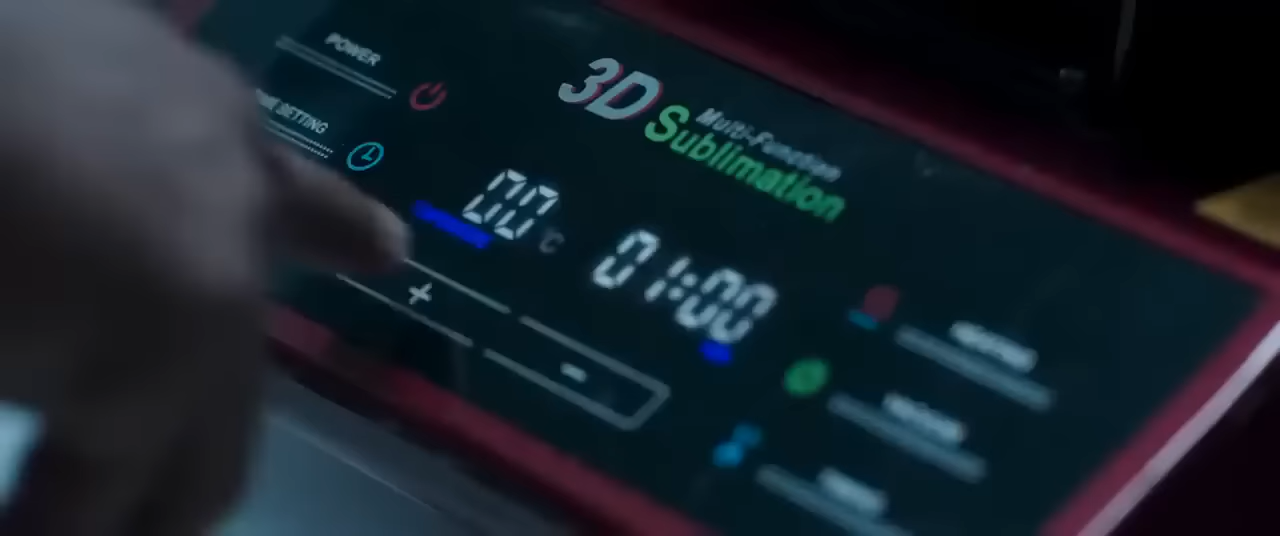 POWER
SETTING
3D
Multi-Function
Sublimation
00 °C
01:00
+
-